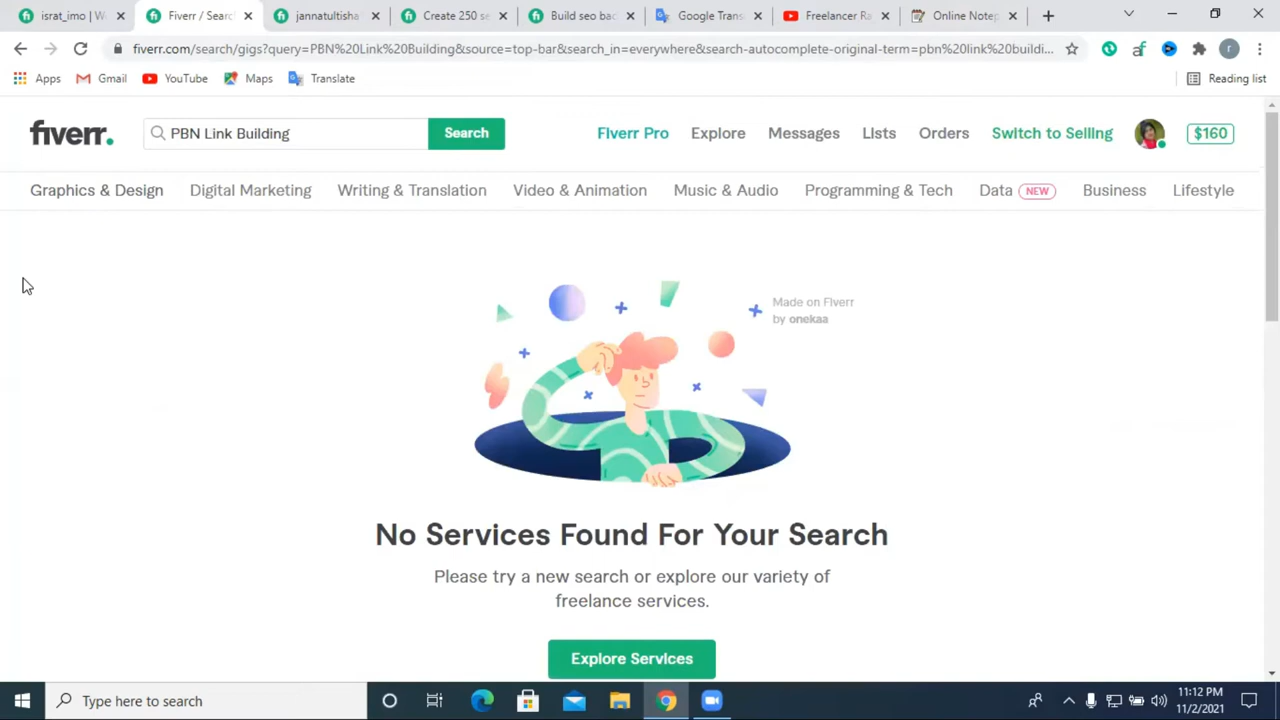 israt_imo | W
Fiverr / Searc
jannatultisha
Create 250 se
Build seo bac
Google Trans
Freelancer Ra
Online Notep
fiverr.com/search/gigs?query=PBN%20Link%20Building&source=top-bar&search_in=everywhere&search-autocomplete-original-term=pbn%20link%20buildi...
af
r
Apps
Gmail
YouTube
Maps
Translate
Reading list
fiverr.
PBN Link Building
Search
Fiverr Pro
Explore
Messages
Lists
Orders
Switch to Selling
$160
Graphics & Design
Digital Marketing
Writing & Translation
Video & Animation
Music & Audio
Programming & Tech
Data NEW
Business
Lifestyle
Made on Fiverr
by onekaa
No Services Found For Your Search
Please try a new search or explore our variety of
freelance services.
Explore Services
Type here to search
11:12 PM
11/2/2021